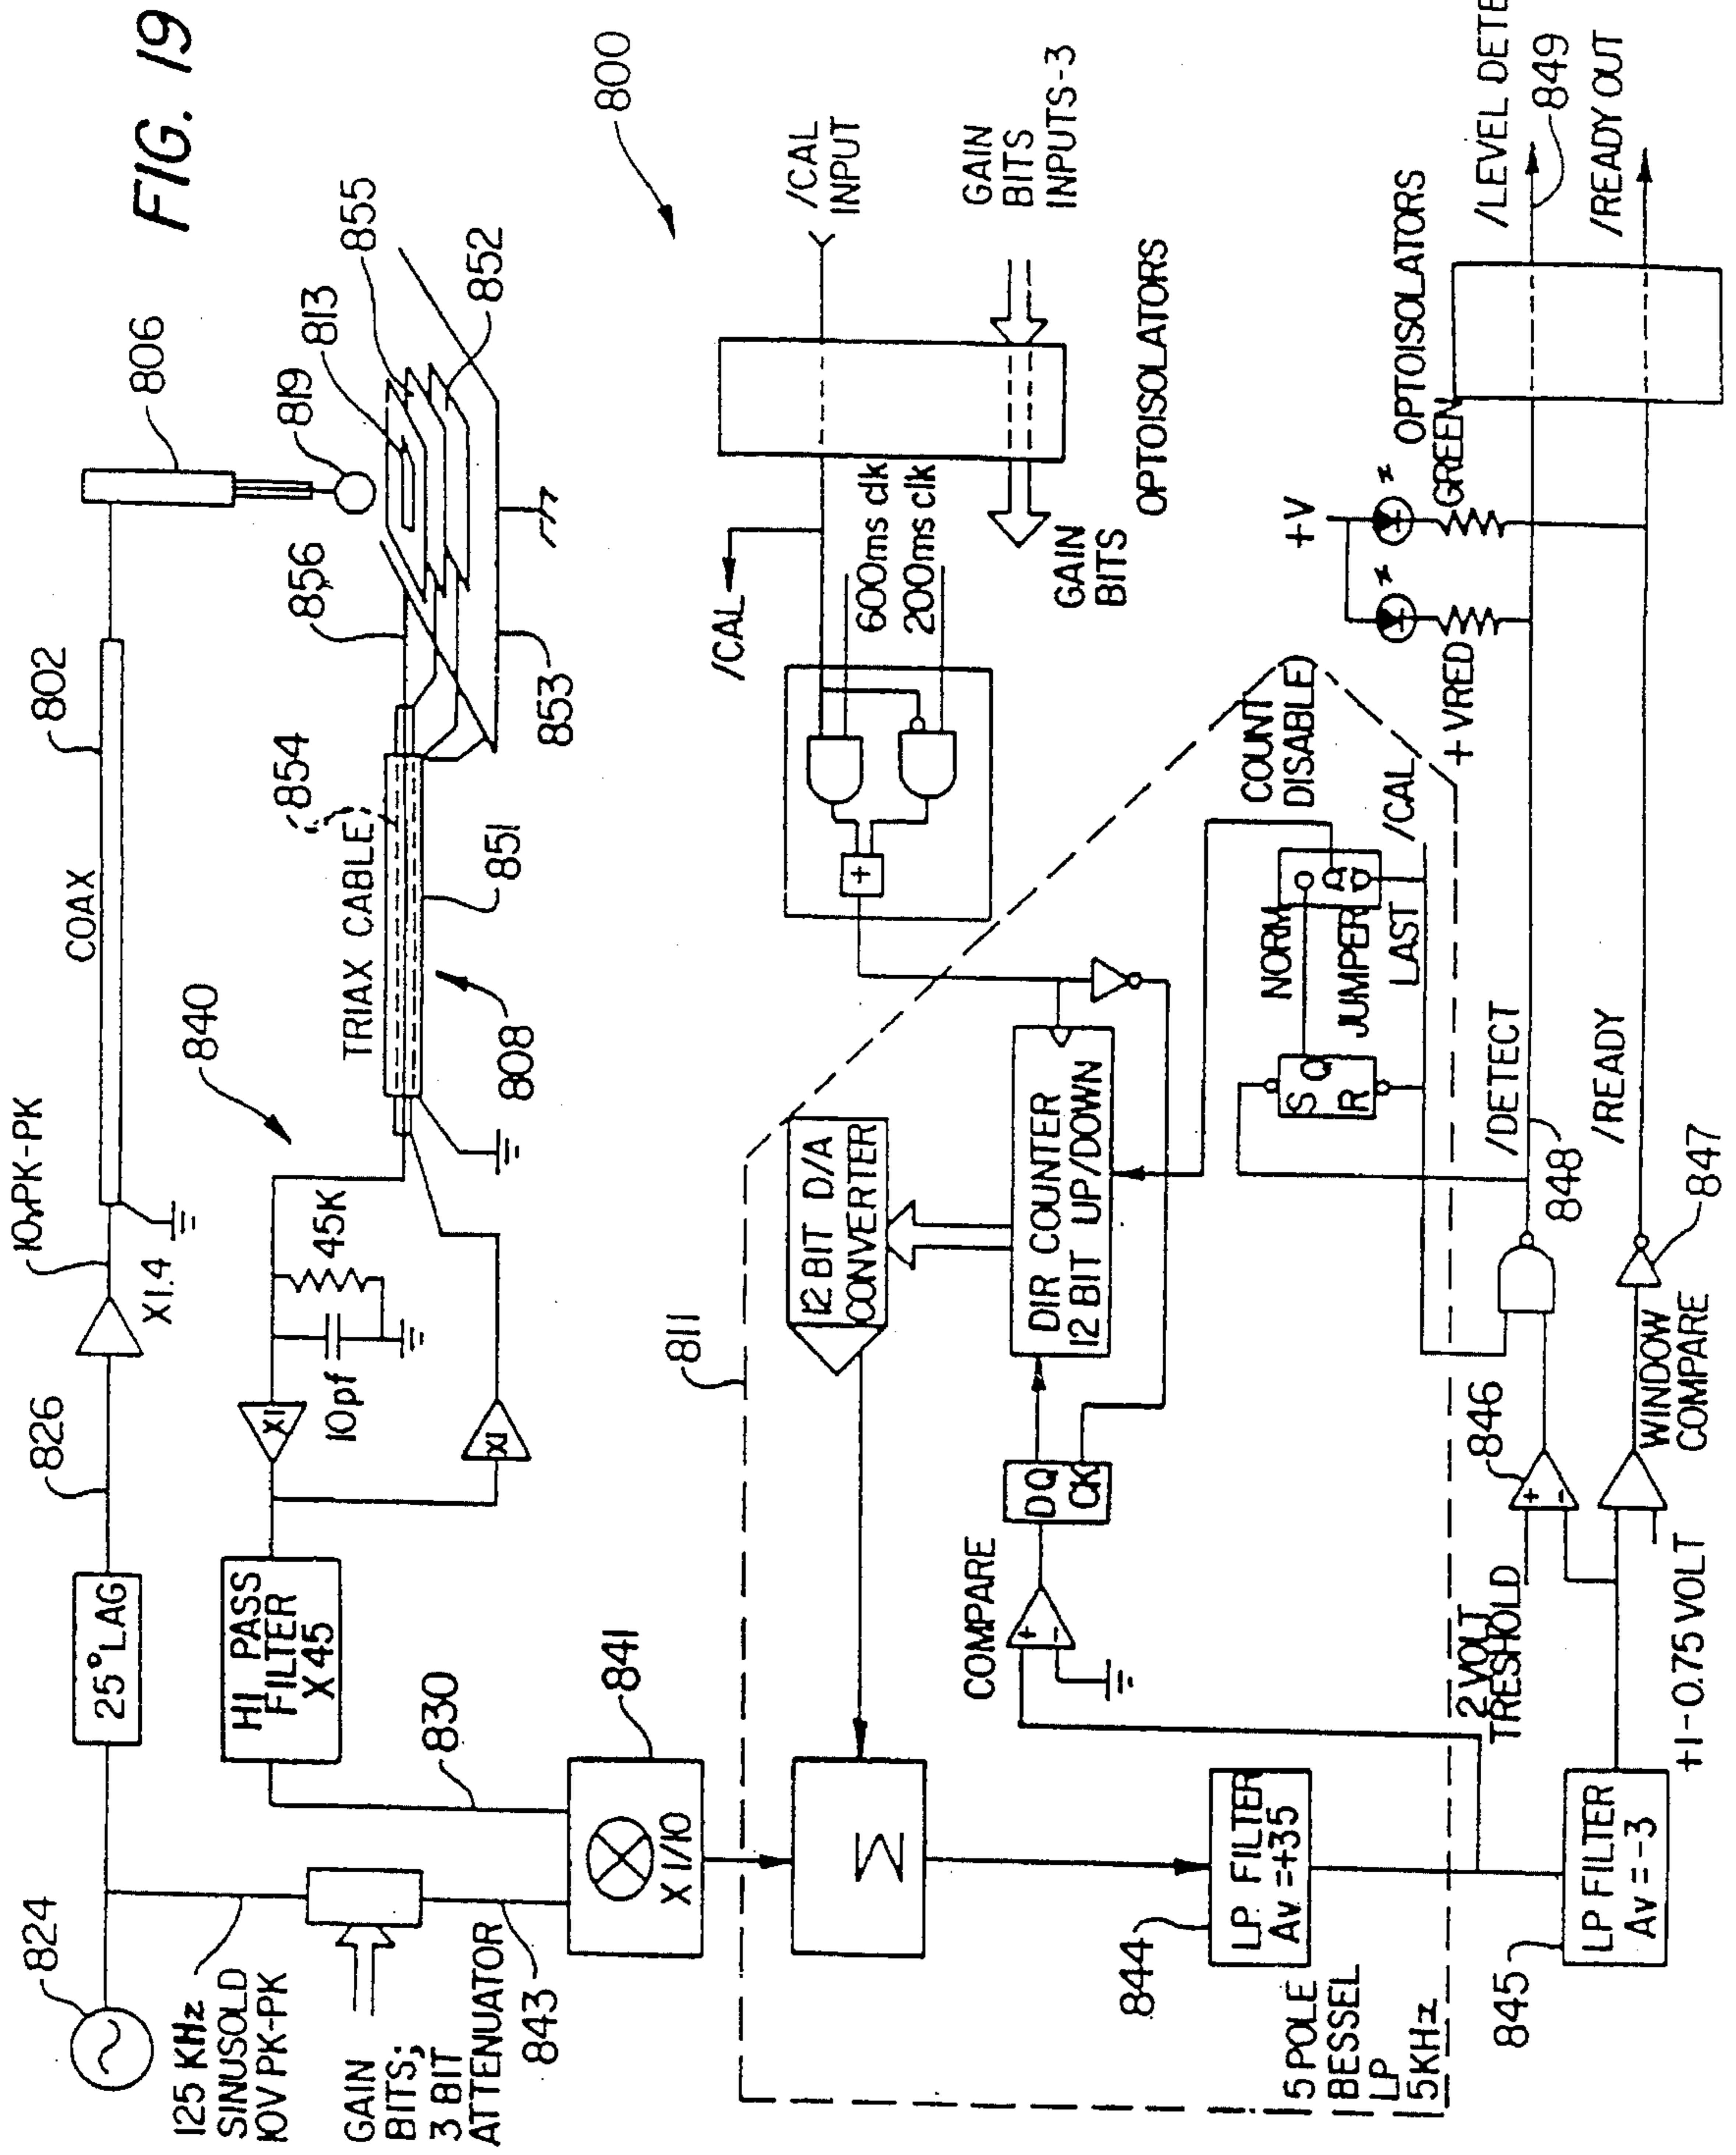 FIG. 19
800
824
125 KHz
SINUSOLD
10V PK-PK
GAIN
BITS;
3 BIT
ATTENUATOR
843
25° LAG
826
X1.4
10vPK-PK
COAX
802
806
819
813
855
852
HI PASS
FILTER
X 45
830
X1
X1
10pf
45K
840
TRIAX CABLE
854
808
851
856
853
841
X 1/10
811
Σ
12 BIT D/A
CONVERTER
DIR COUNTER
12 BIT UP/DOWN
+
/CAL
600ms clk
200ms clk
/CAL
INPUT
GAIN
BITS
INPUTS-3
GAIN
BITS
OPTOISOLATORS
COMPARE
+
-
DQ
CK
S
Q
R
NORM
JUMPER
LAST
COUNT
DISABLE
/CAL
844
L.P. FILTER
Av = +35
5 POLE
BESSEL
LP
5KHz
845
LP FILTER
Av = -3
2 VOLT
TRESHOLD
+1-0.75 VOLT
846
+
-
WINDOW
COMPARE
847
848
/DETECT
/READY
+VRED
+V
GREEN
OPTOISOLATORS
/LEVEL DETE
849
/READY OUT